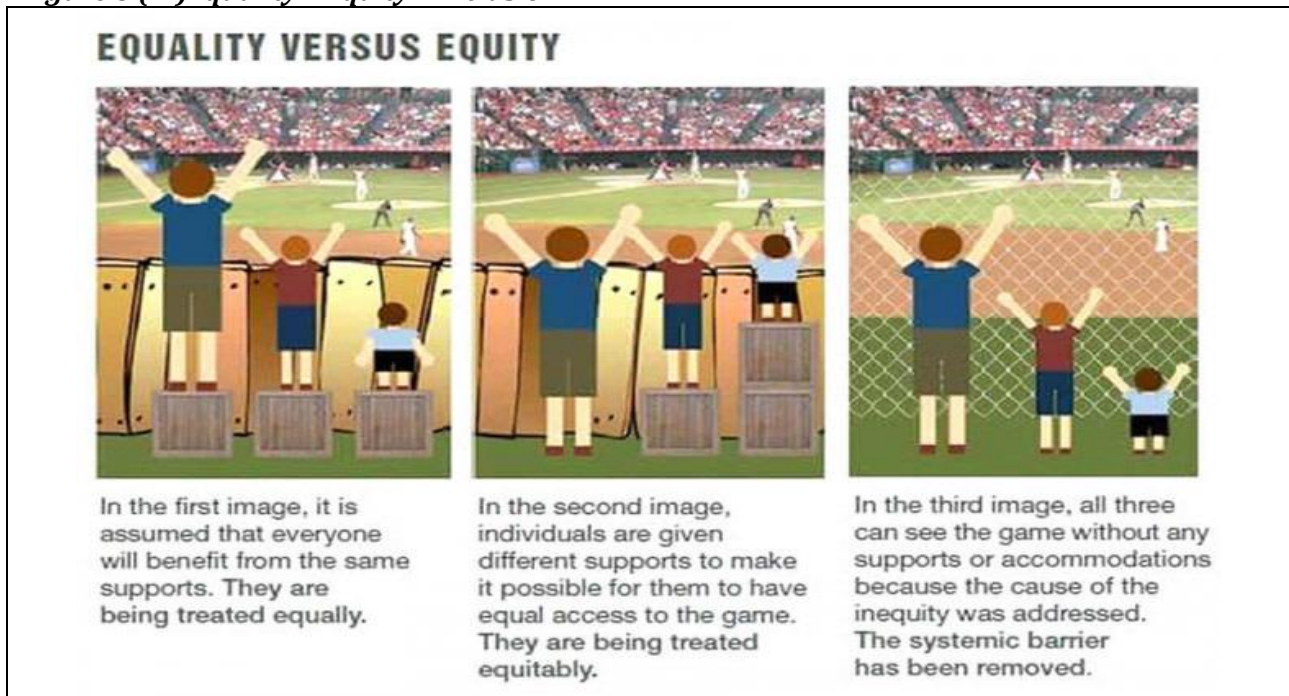 EQUALITY VERSUS EQUITY
In the first image, it is
assumed that everyone
will benefit from the same
supports. They are
being treated equally.
In the second image,
individuals are given
different supports to make
it possible for them to have
equal access to the game.
They are being treated
equitably.
In the third image, all three
can see the game without any
supports or accommodations
because the cause of the
inequity was addressed.
The systemic barrier
has been removed.